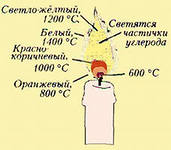 Светло-жёлтый,
1200 °C
Белый,
1400 °C
Светятся
частички
углерода
Красно-
коричневый,
1000 °C
600 °C
Оранжевый,
800 °C